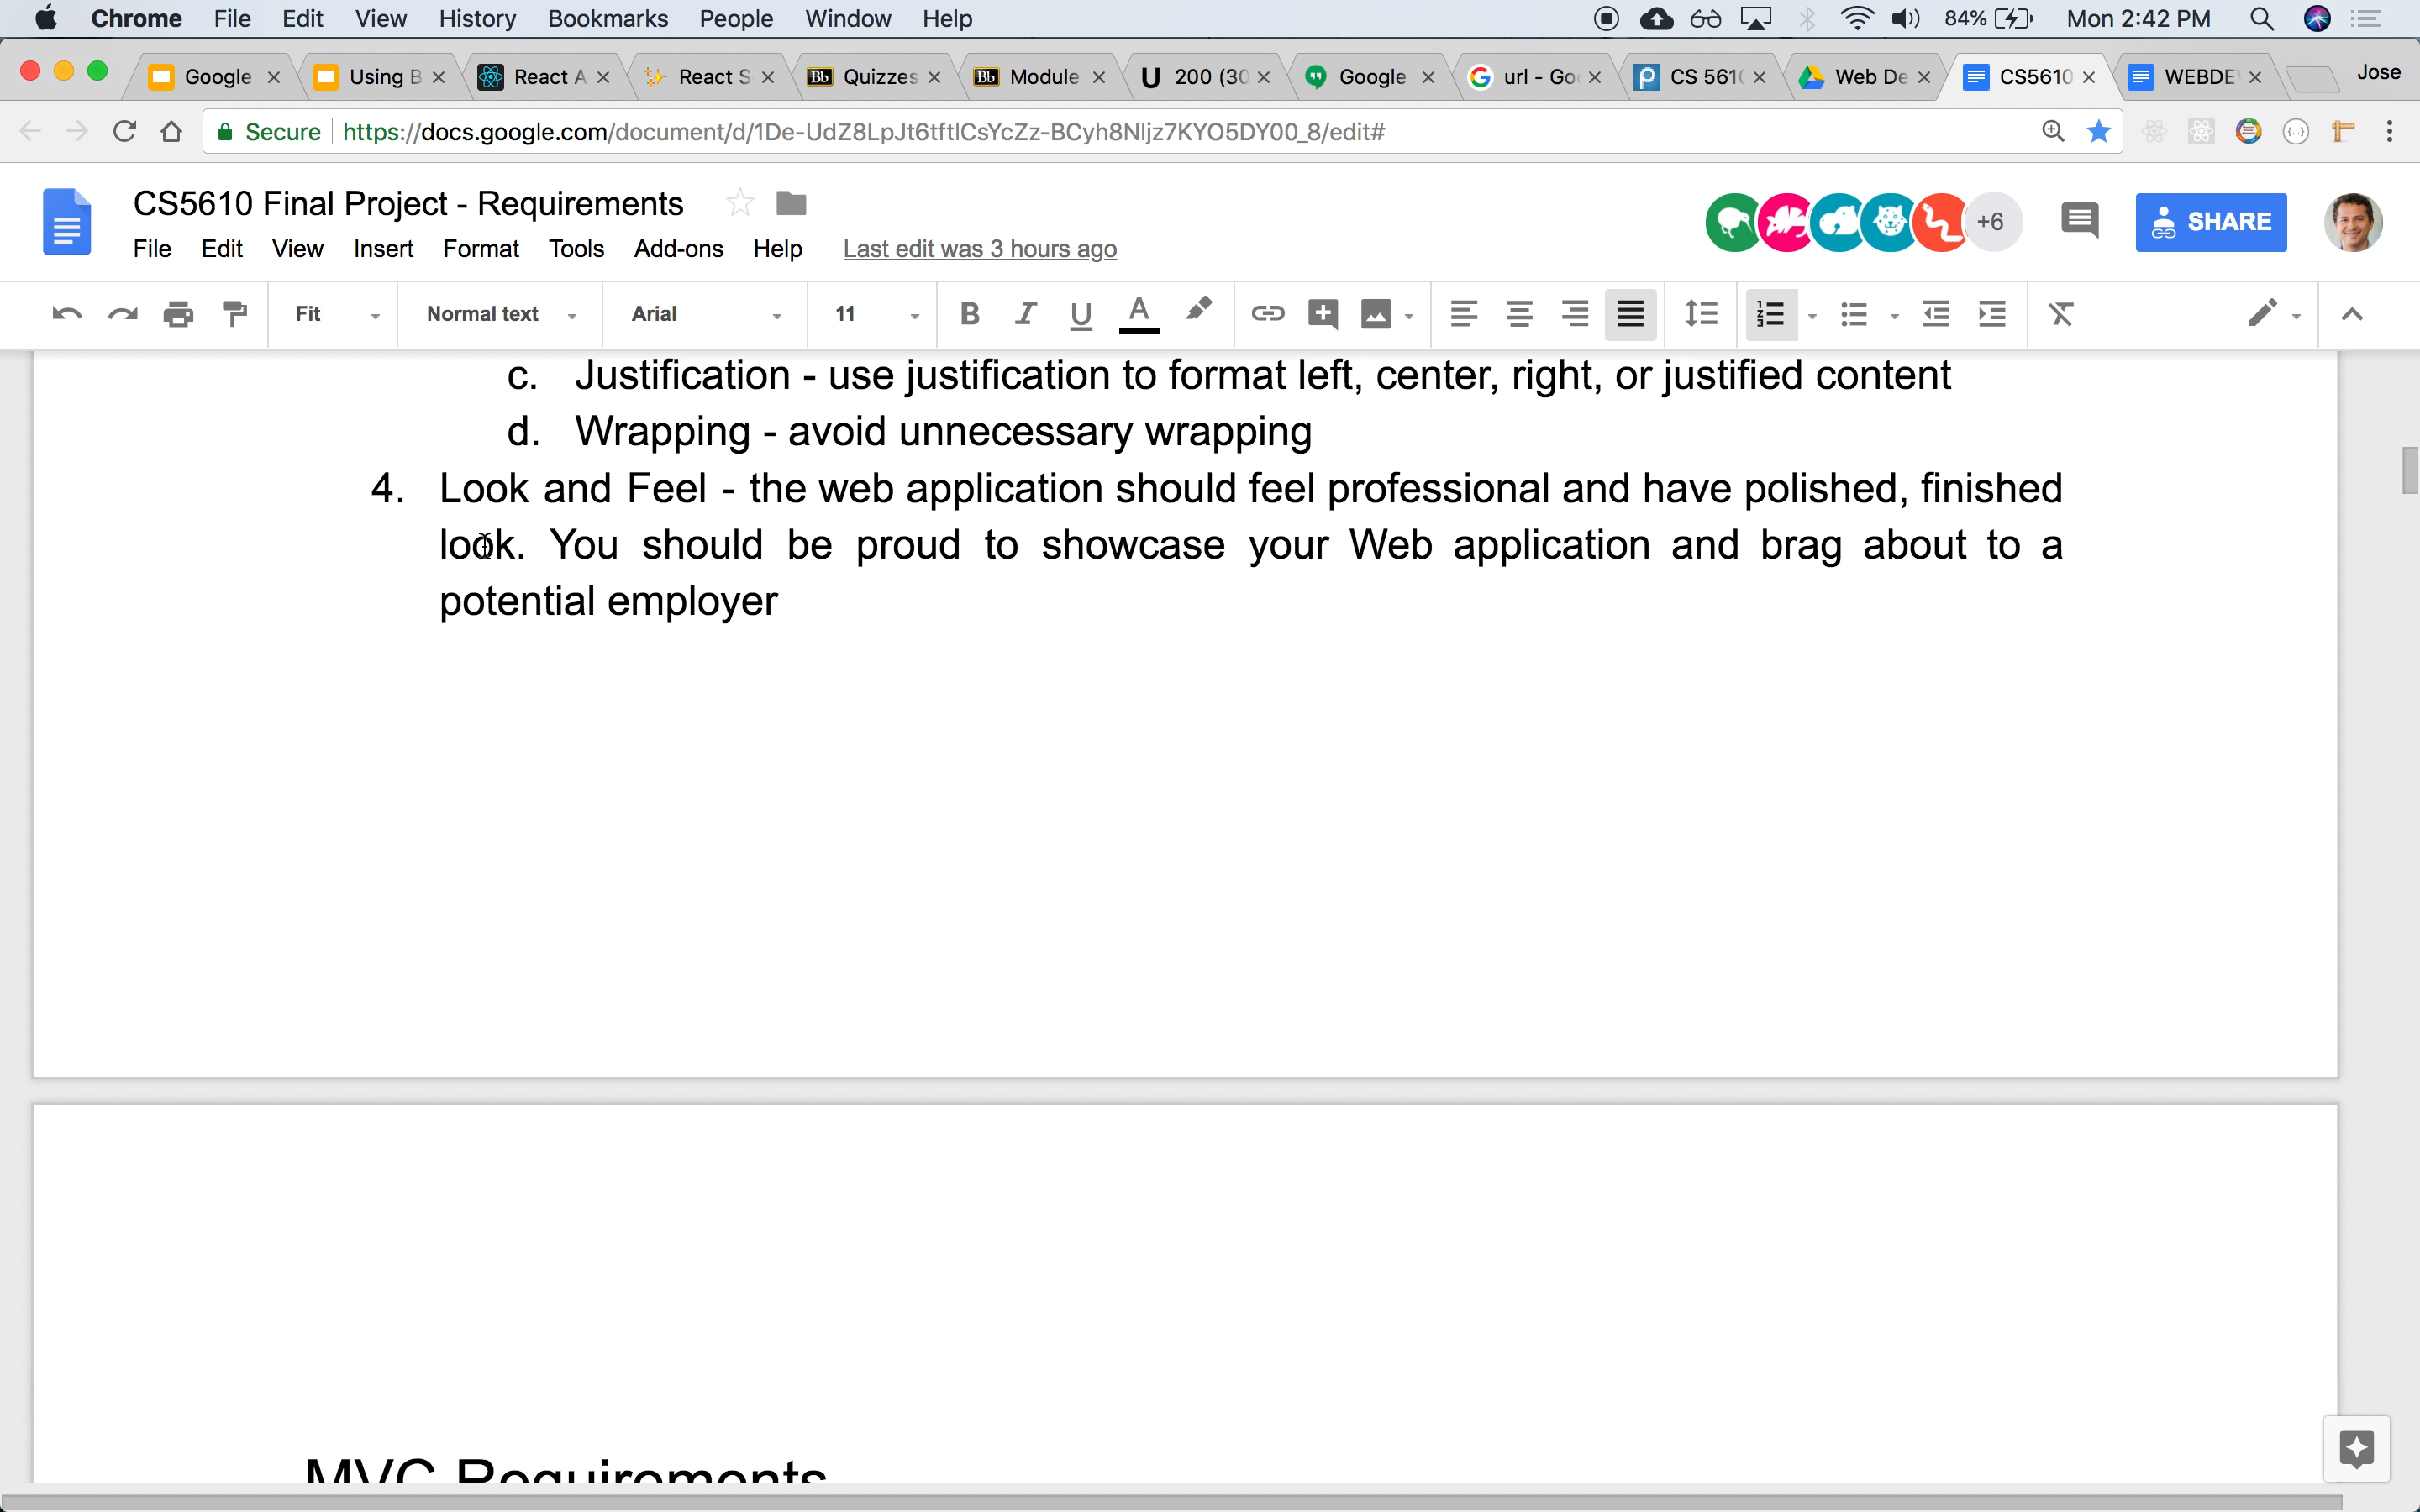 Chrome File Edit View History Bookmarks People Window Help 84% Mon 2:42 PM
Google Using B React A React S Quizzes Module 200 (30 Google url - Goo CS 561 Web De CS5610 WEBDE Jose
Secure https://docs.google.com/document/d/1De-UdZ8LpJt6tftlCsYcZz-BCyh8Nljz7KYO5DY00_8/edit#
CS5610 Final Project - Requirements
+6 SHARE
File Edit View Insert Format Tools Add-ons Help Last edit was 3 hours ago
Fit Normal text Arial 11
c. Justification - use justification to format left, center, right, or justified content
d. Wrapping - avoid unnecessary wrapping
4. Look and Feel - the web application should feel professional and have polished, finished
look. You should be proud to showcase your Web application and brag about to a
potential employer
MVC Requirements